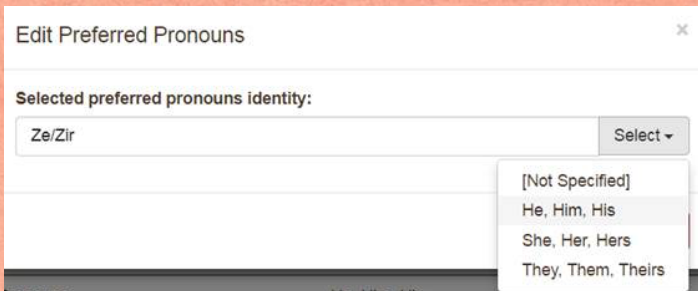 Edit Preferred Pronouns ×
Selected preferred pronouns identity:
Ze/Zir Select
[Not Specified]
He, Him, His
She, Her, Hers
They, Them, Theirs